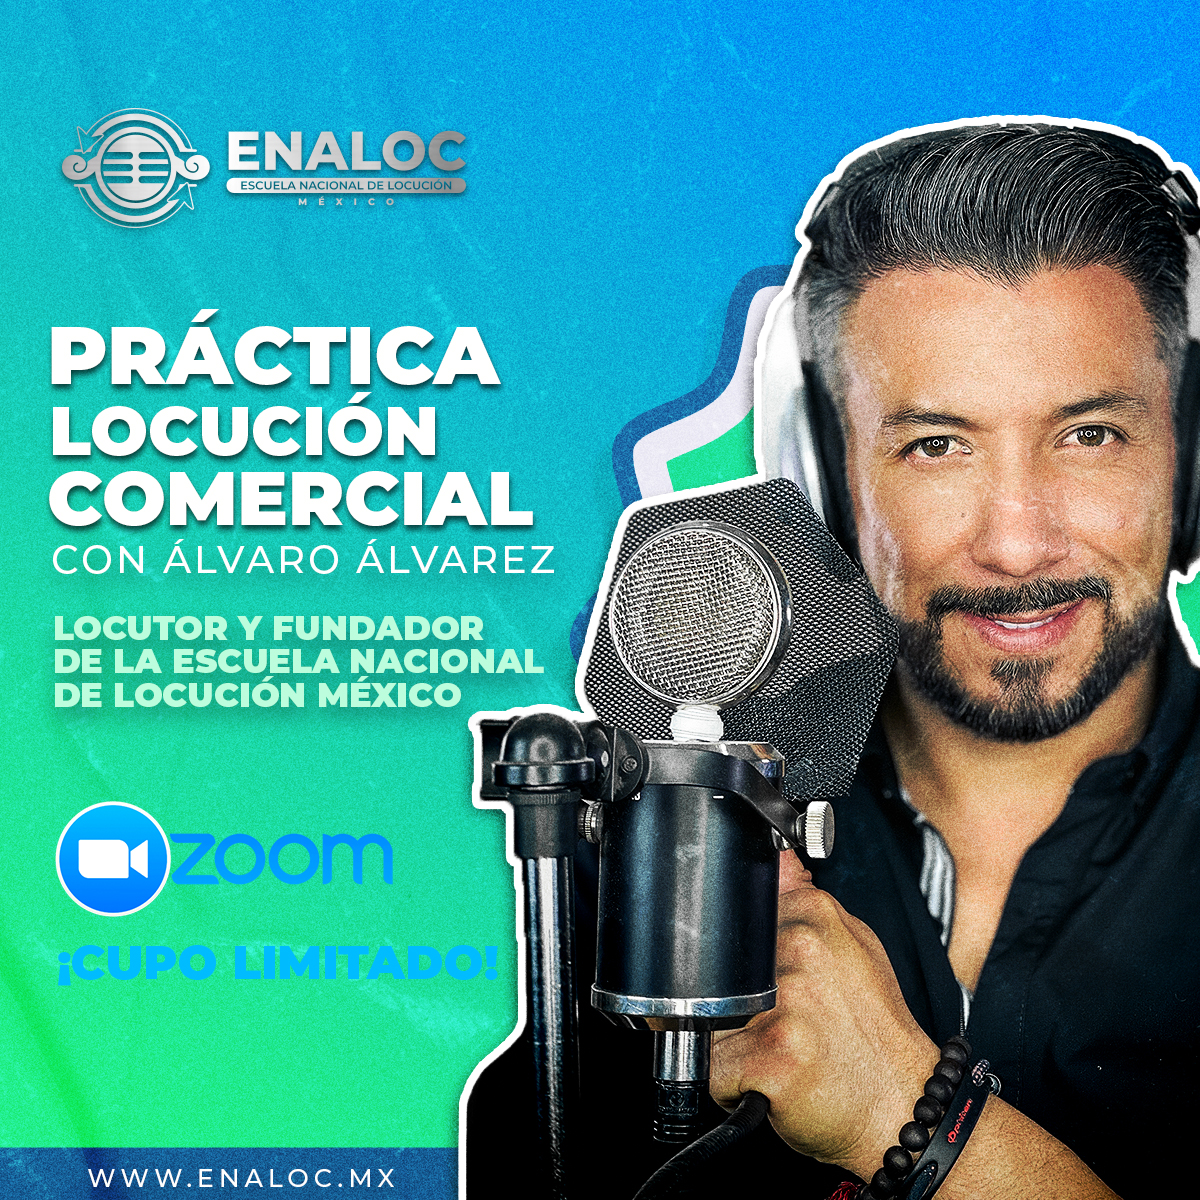 ENALOC
ESCUELA NACIONAL DE LOCUCIÓN
MÉXICO
PRÁCTICA
LOCUCIÓN
COMERCIAL
CON ÁLVARO ÁLVAREZ
LOCUTOR Y FUNDADOR
DE LA ESCUELA NACIONAL
DE LOCUCIÓN MÉXICO
zoom
¡CUPO LIMITADO!
WWW.ENALOC.MX